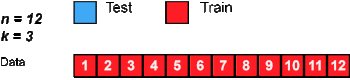 n = 12
k = 3
Test
Train
Data
1 2 3 4 5 6 7 8 9 10 11 12